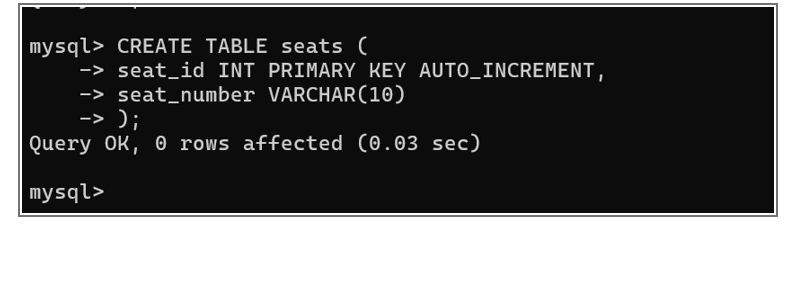 mysql> CREATE TABLE seats (
    -> seat_id INT PRIMARY KEY AUTO_INCREMENT,
    -> seat_number VARCHAR(10)
    -> );
Query OK, 0 rows affected (0.03 sec)
mysql>